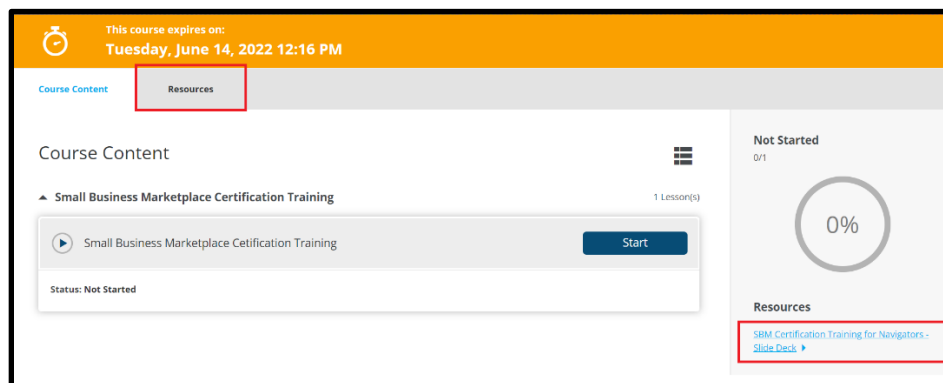 This course expires on:
Tuesday, June 14, 2022 12:16 PM
Course Content
Resources
Course Content
Small Business Marketplace Certification Training
1 Lesson(s)
Small Business Marketplace Cetification Training
Start
Status: Not Started
Not Started
0/1
0%
Resources
SBM Certification Training for Navigators -
Slide Deck